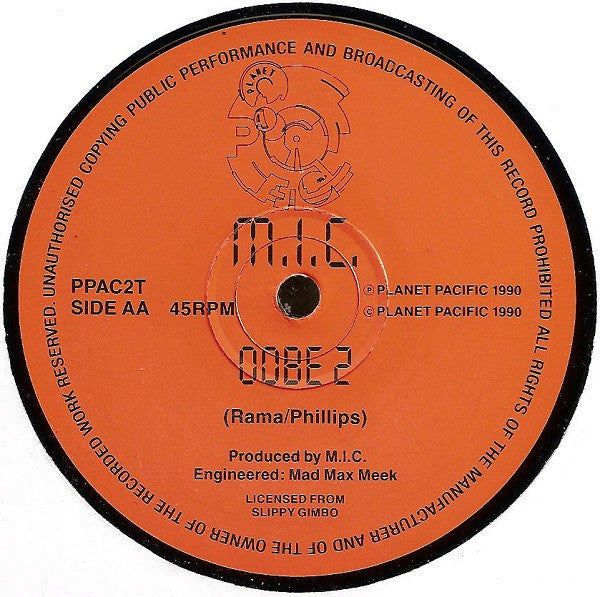 UNAUTHORISED COPYING PUBLIC PERFORMANCE AND BROADCASTING OF THIS RECORD PROHIBITED ALL RIGHTS OF THE MANUFACTURER AND OF THE OWNER OF THE RECORDED WORK RESERVED.
PLANET
PACIFIC
M.I.C.
PPAC2T
SIDE AA 45RPM
℗ PLANET PACIFIC 1990
© PLANET PACIFIC 1990
ODBE 2
(Rama/Phillips)
Produced by M.I.C.
Engineered: Mad Max Meek
LICENSED FROM
SLIPPY GIMBO